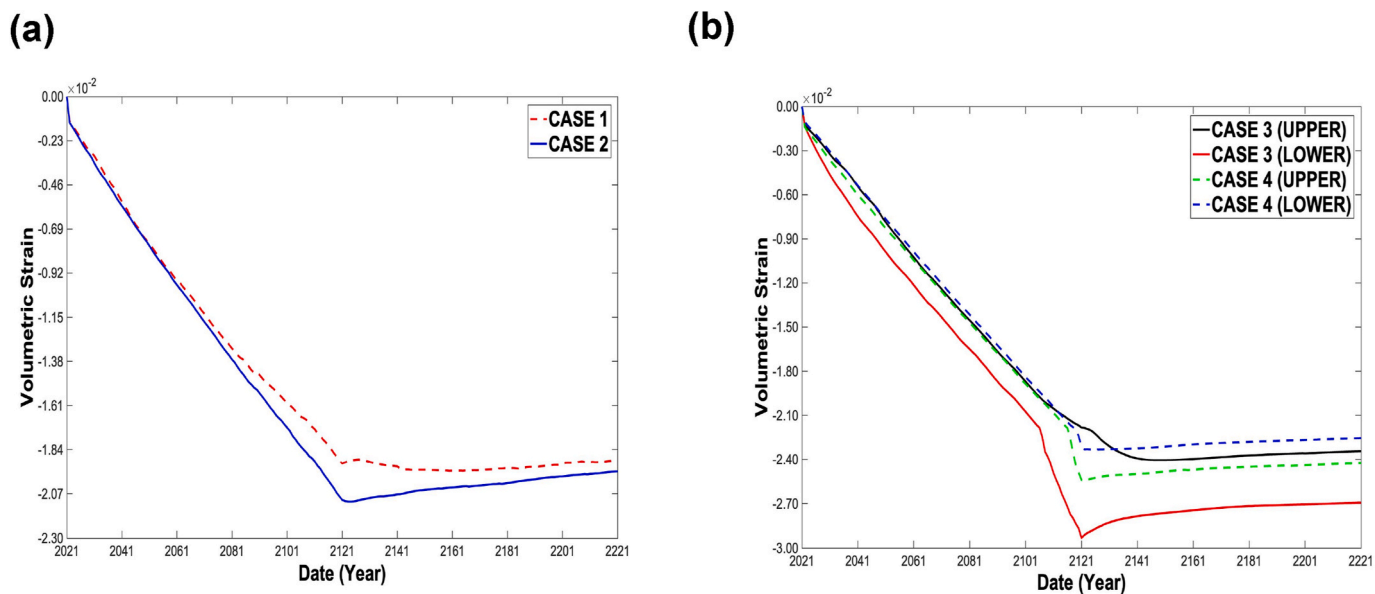 (a)
×10⁻²
0.00
-0.23
-0.46
-0.69
-0.92
-1.15
-1.38
-1.61
-1.84
-2.07
-2.30
Volumetric Strain
CASE 1
CASE 2
2021 2041 2061 2081 2101 2121 2141 2161 2181 2201 2221
Date (Year)
(b)
×10⁻²
0.00
-0.30
-0.60
-0.90
-1.20
-1.50
-1.80
-2.10
-2.40
-2.70
-3.00
Volumetric Strain
CASE 3 (UPPER)
CASE 3 (LOWER)
CASE 4 (UPPER)
CASE 4 (LOWER)
2021 2041 2061 2081 2101 2121 2141 2161 2181 2201 2221
Date (Year)